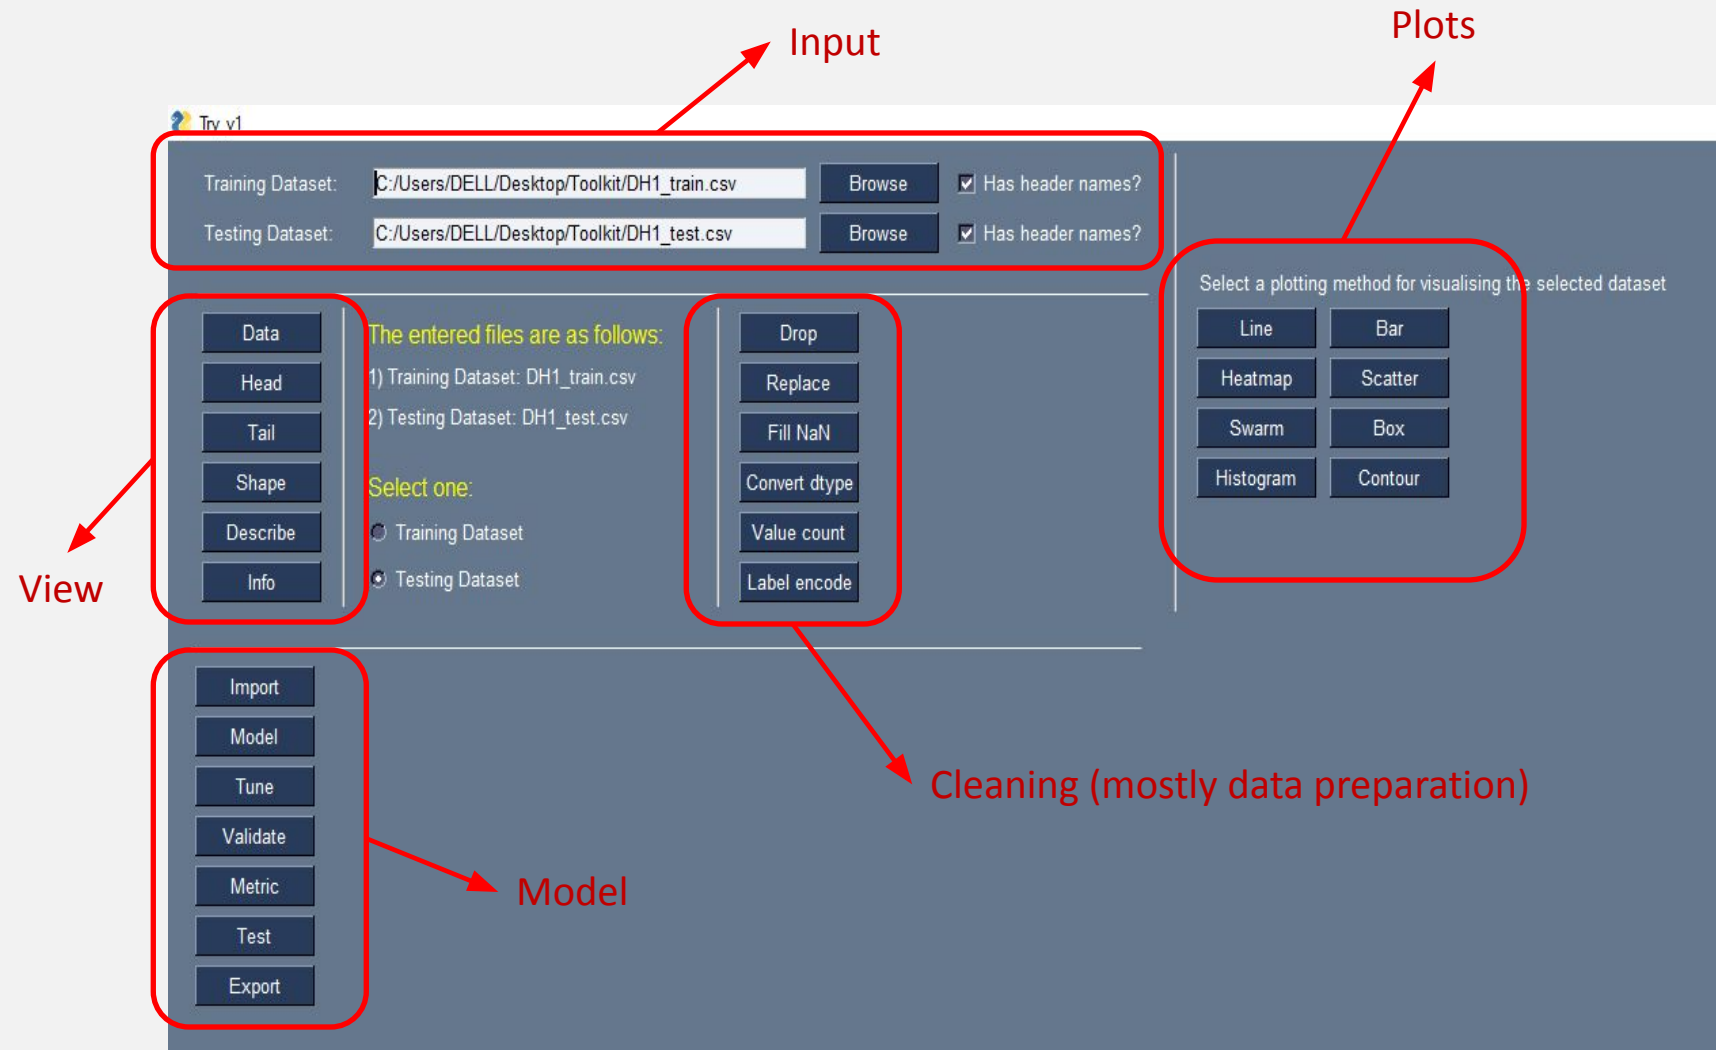 Input
Plots
Try_v1
Training Dataset: C:/Users/DELL/Desktop/Toolkit/DH1_train.csv Browse Has header names?
Testing Dataset: C:/Users/DELL/Desktop/Toolkit/DH1_test.csv Browse Has header names?
Select a plotting method for visualising the selected dataset
Line Bar
Heatmap Scatter
Swarm Box
Histogram Contour
Data
Head
Tail
Shape
Describe
Info
View
The entered files are as follows:
1) Training Dataset: DH1_train.csv
2) Testing Dataset: DH1_test.csv
Select one:
Training Dataset
Testing Dataset
Drop
Replace
Fill NaN
Convert dtype
Value count
Label encode
Cleaning (mostly data preparation)
Import
Model
Tune
Validate
Metric
Test
Export
Model